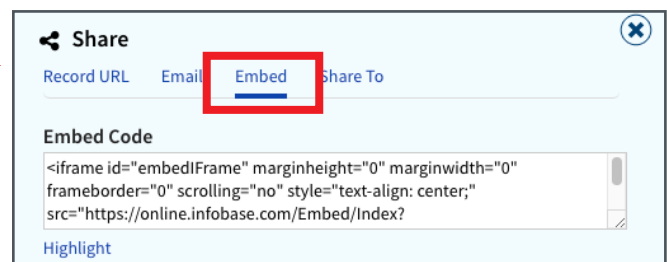 Share
Record URL Email Embed Share To
Embed Code
<iframe id="embedIFrame" marginheight="0" marginwidth="0"
frameborder="0" scrolling="no" style="text-align: center;"
src="https://online.infobase.com/Embed/Index?
Highlight